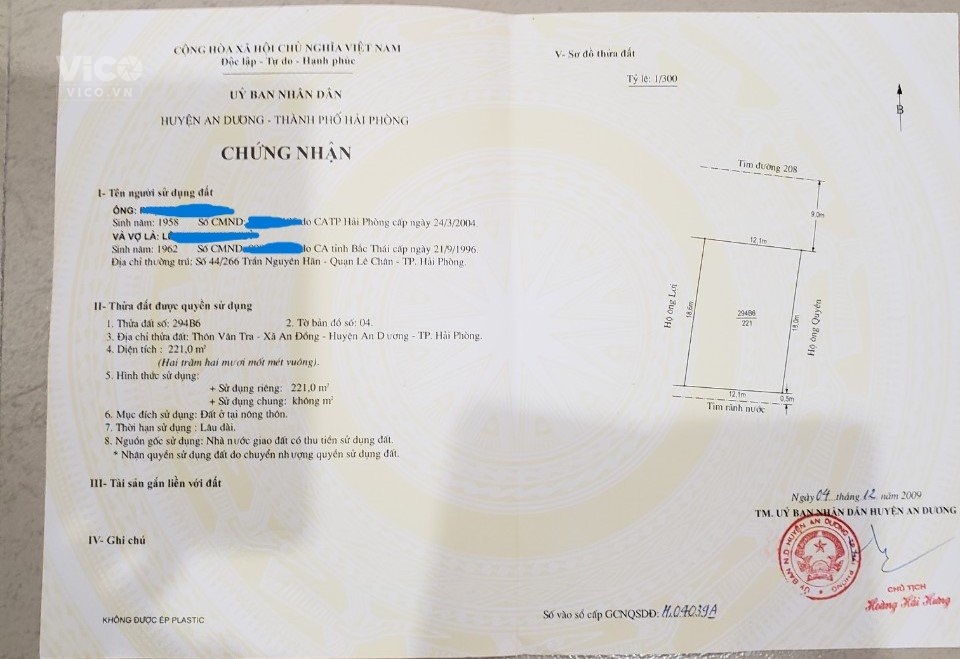 ViCO
VICO.VN
CỘNG HÒA XÃ HỘI CHỦ NGHĨA VIỆT NAM
Độc lập - Tự do - Hạnh phúc
UỶ BAN NHÂN DÂN
HUYỆN AN DƯƠNG - THÀNH PHỐ HẢI PHÒNG
CHỨNG NHẬN
I- Tên người sử dụng đất
ÔNG:
Sinh năm: 1958 Số CMND: do CATP Hải Phòng cấp ngày 24/3/2004.
VÀ VỢ LÀ: LÊ
Sinh năm: 1962 Số CMND: do CA tỉnh Bắc Thái cấp ngày 21/9/1996.
Địa chỉ thường trú: Số 44/266 Trần Nguyên Hãn - Quận Lê Chân - TP. Hải Phòng.
II- Thửa đất được quyền sử dụng
1. Thửa đất số: 294B6 2. Tờ bản đồ số: 04.
3. Địa chỉ thửa đất: Thôn Văn Tra - Xã An Đồng - Huyện An Dương - TP. Hải Phòng.
4. Diện tích : 221,0 m²
(Hai trăm hai mươi mốt mét vuông).
5. Hình thức sử dụng:
+ Sử dụng riêng: 221,0 m²
+ Sử dụng chung: không m²
6. Mục đích sử dụng: Đất ở tại nông thôn.
7. Thời hạn sử dụng : Lâu dài.
8. Nguồn gốc sử dụng: Nhà nước giao đất có thu tiền sử dụng đất.
* Nhận quyền sử dụng đất do chuyển nhượng quyền sử dụng đất.
III- Tài sản gắn liền với đất
IV- Ghi chú
KHÔNG ĐƯỢC ÉP PLASTIC
V- Sơ đồ thửa đất
Tỷ lệ: 1/300
B
Tim đường 208
9,0m
12,1m
Hộ ông Lợi
18,6m
294B6
221
18,0m
Hộ ông Quyên
12,1m
0,5m
Tim rãnh nước
Ngày 04 tháng 12 năm 2009
TM. UỶ BAN NHÂN DÂN HUYỆN AN DƯƠNG
ỦY BAN N.D HUYỆN AN DƯƠNG T.P HẢI PHÒNG
CHỦ TỊCH
Hoàng Hải Hưng
Số vào sổ cấp GCNQSDĐ: H.04039A